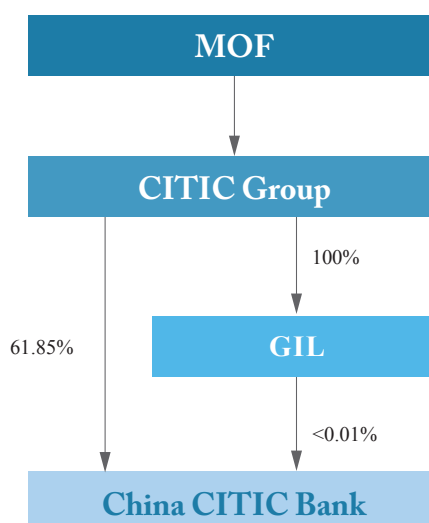 MOF
CITIC Group
100%
61.85%
GIL
<0.01%
China CITIC Bank